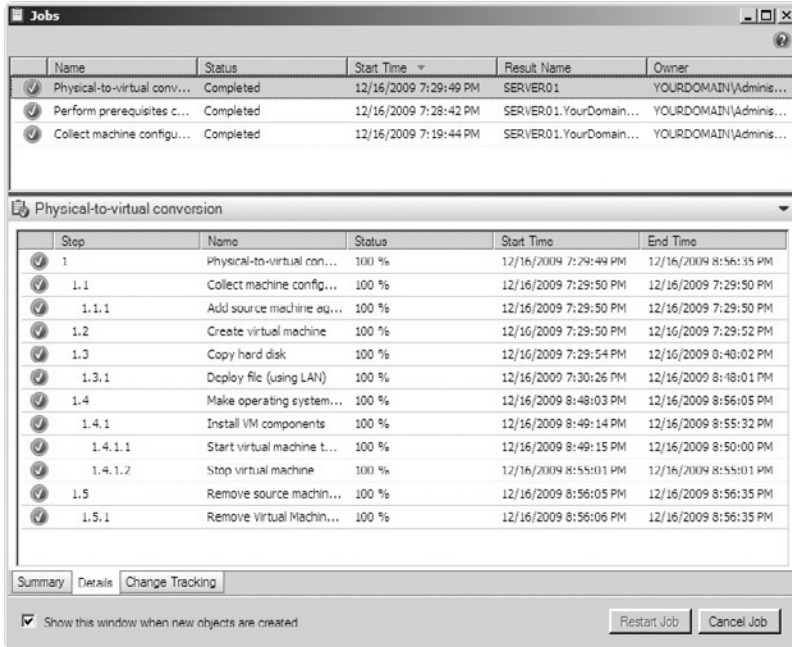 Jobs
Name Status Start Time Result Name Owner
Physical-to-virtual conv... Completed 12/16/2009 7:29:49 PM SERVER01 YOURDOMAIN\Adminis...
Perform prerequisites c... Completed 12/16/2009 7:28:42 PM SERVER01.YourDomain... YOURDOMAIN\Adminis...
Collect machine configu... Completed 12/16/2009 7:19:44 PM SERVER01.YourDomain... YOURDOMAIN\Adminis...
Physical-to-virtual conversion
Step Name Status Start Time End Time
1 Physical-to-virtual con... 100 % 12/16/2009 7:29:49 PM 12/16/2009 8:56:35 PM
1.1 Collect machine config... 100 % 12/16/2009 7:29:50 PM 12/16/2009 7:29:50 PM
1.1.1 Add source machine ag... 100 % 12/16/2009 7:29:50 PM 12/16/2009 7:29:50 PM
1.2 Create virtual machine 100 % 12/16/2009 7:29:50 PM 12/16/2009 7:29:52 PM
1.3 Copy hard disk 100 % 12/16/2009 7:29:54 PM 12/16/2009 8:48:02 PM
1.3.1 Deploy file (using LAN) 100 % 12/16/2009 7:30:26 PM 12/16/2009 8:48:01 PM
1.4 Make operating system... 100 % 12/16/2009 8:48:03 PM 12/16/2009 8:56:05 PM
1.4.1 Install VM components 100 % 12/16/2009 8:49:14 PM 12/16/2009 8:55:32 PM
1.4.1.1 Start virtual machine t... 100 % 12/16/2009 8:49:15 PM 12/16/2009 8:50:00 PM
1.4.1.2 Stop virtual machine 100 % 12/16/2009 8:55:01 PM 12/16/2009 8:55:01 PM
1.5 Remove source machin... 100 % 12/16/2009 8:56:05 PM 12/16/2009 8:56:35 PM
1.5.1 Remove Virtual Machin... 100 % 12/16/2009 8:56:06 PM 12/16/2009 8:56:35 PM
Summary Details Change Tracking
Show this window when new objects are created Restart Job Cancel Job